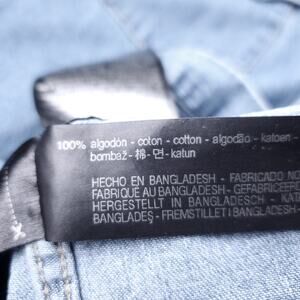 100% algodón - coton - cotton - algodão - katoen
bombaž - 棉 - 면 - katun
HECHO EN BANGLADESH - FABRICADO NO
FABRIQUE AU BANGLADESH - GEFABRICEERD
HERGESTELLT IN BANGLADESCH - KAT
BANGLADEŞ - FREMSTILLET I BANGLADESH